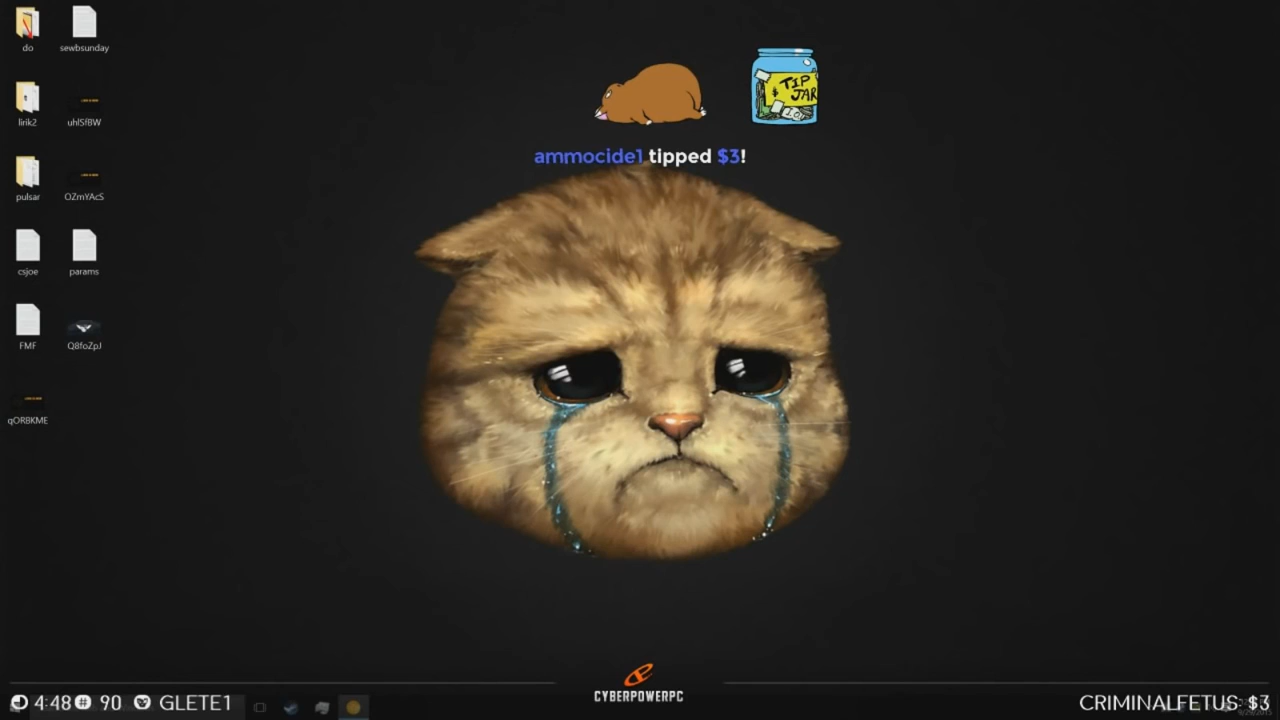 do sewbsunday
lirik2 uhlSfBW
pulsar OZmYAcS
csjoe params
FMF Q8foZpJ
qORBKME
$ TIP JAR
ammocide1 tipped $3!
CYBERPOWERPC
4:48 # 90 GLETE1
CRIMINALFETUS: $3